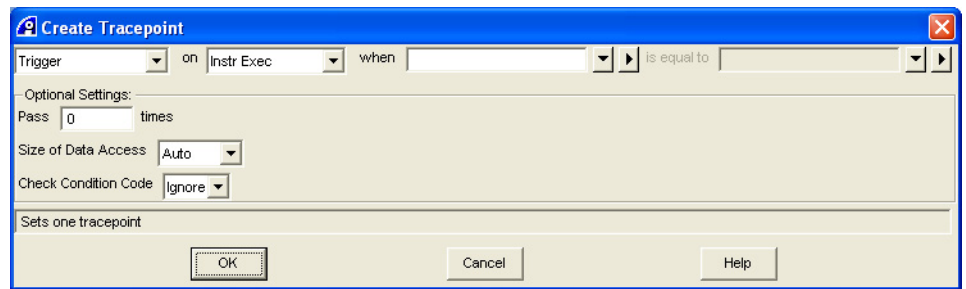 Create Tracepoint
Trigger on Instr Exec when is equal to
Optional Settings:
Pass 0 times
Size of Data Access Auto
Check Condition Code Ignore
Sets one tracepoint
OK Cancel Help